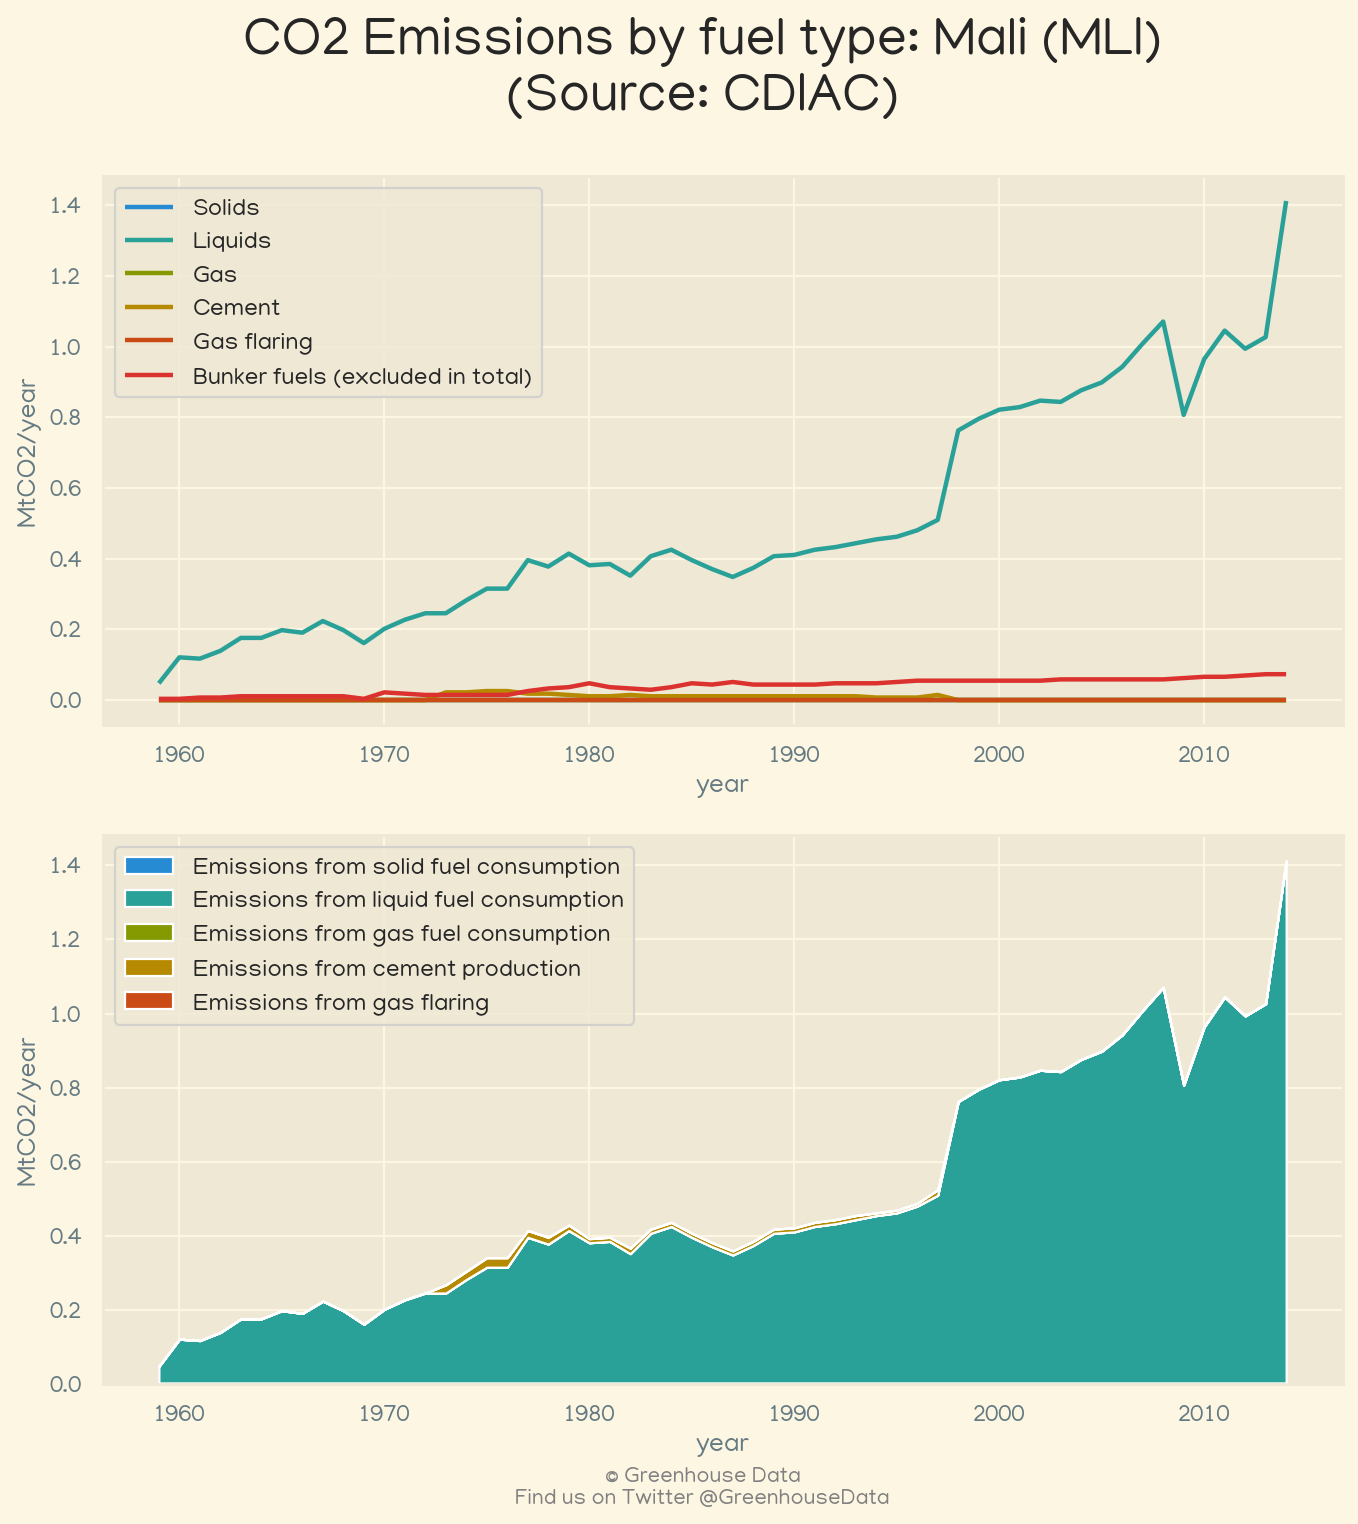 CO2 Emissions by fuel type: Mali (MLI)
(Source: CDIAC)
Solids
Liquids
Gas
Cement
Gas flaring
Bunker fuels (excluded in total)
MtCO2/year
1.4
1.2
1.0
0.8
0.6
0.4
0.2
0.0
1960 1970 1980 1990 2000 2010
year
Emissions from solid fuel consumption
Emissions from liquid fuel consumption
Emissions from gas fuel consumption
Emissions from cement production
Emissions from gas flaring
MtCO2/year
1.4
1.2
1.0
0.8
0.6
0.4
0.2
0.0
1960 1970 1980 1990 2000 2010
year
© Greenhouse Data
Find us on Twitter @GreenhouseData